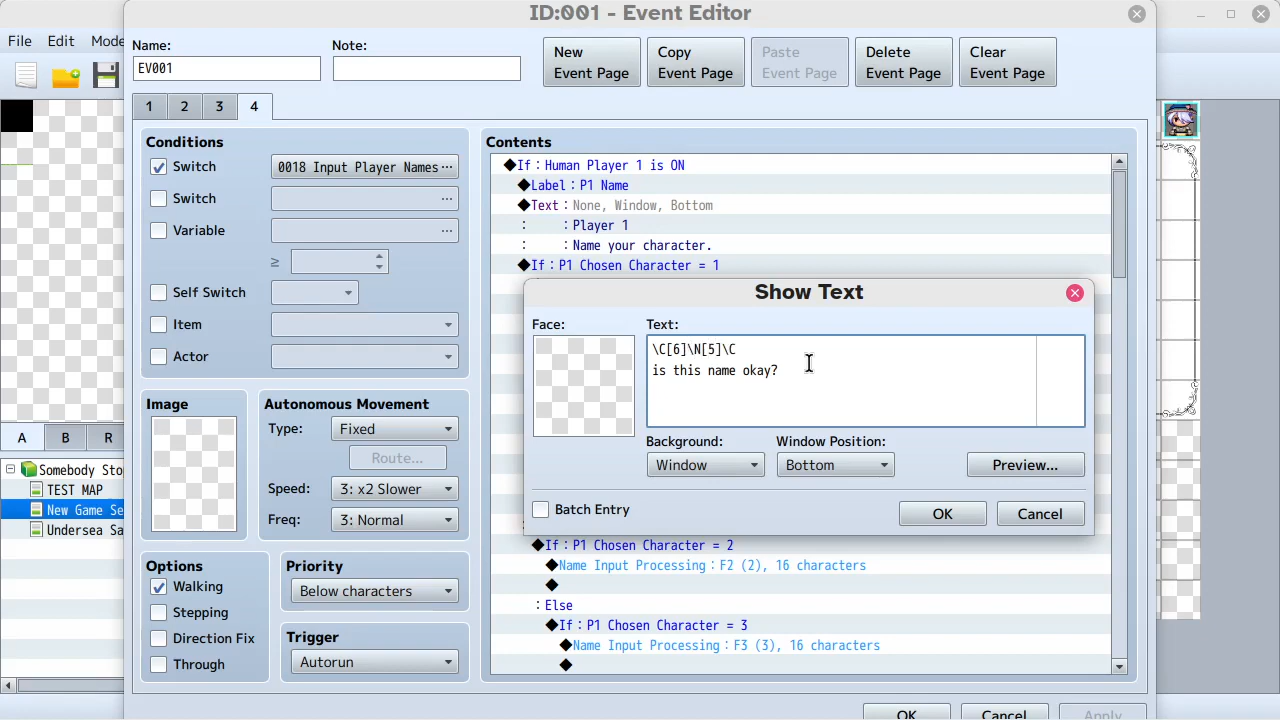 ID:001 - Event Editor
File Edit Mode
Name:
EV001
Note:
New Event Page
Copy Event Page
Paste Event Page
Delete Event Page
Clear Event Page
1 2 3 4
Conditions
Switch 0018 Input Player Names ...
Switch ...
Variable ...
≥
Self Switch
Item
Actor
Image
Autonomous Movement
Type: Fixed
Route...
Speed: 3: x2 Slower
Freq: 3: Normal
Options
Walking
Stepping
Direction Fix
Through
Priority
Below characters
Trigger
Autorun
Contents
◆If:Human Player 1 is ON
◆Label:P1 Name
◆Text:None, Window, Bottom
: :Player 1
: :Name your character.
◆If:P1 Chosen Character = 1
Show Text
Face:
Text:
\C[6]\N[5]\C
is this name okay?
Background:
Window
Window Position:
Bottom
Preview...
Batch Entry
OK Cancel
◆If:P1 Chosen Character = 2
◆Name Input Processing:F2 (2), 16 characters
◆
:Else
◆If:P1 Chosen Character = 3
◆Name Input Processing:F3 (3), 16 characters
◆
A B R
Somebody Sto
TEST MAP
New Game Se
Undersea Sa
OK Cancel Apply